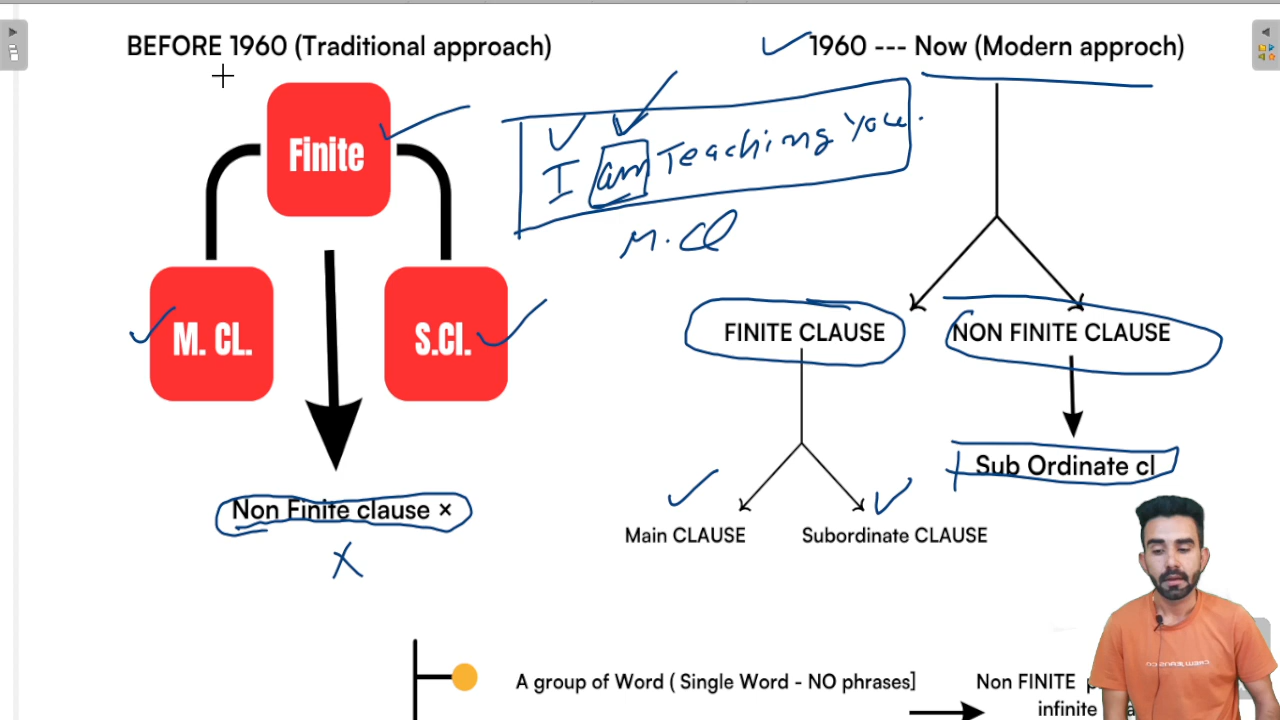 BEFORE 1960 (Traditional approach)
1960 --- Now (Modern approch)
Finite
I am Teaching you.
M.Cl
M. CL.
S.Cl.
FINITE CLAUSE
NON FINITE CLAUSE
Sub Ordinate cl
Non Finite clause ×
X
Main CLAUSE
Subordinate CLAUSE
A group of Word ( Single Word - NO phrases]
Non FINITE p
infinite